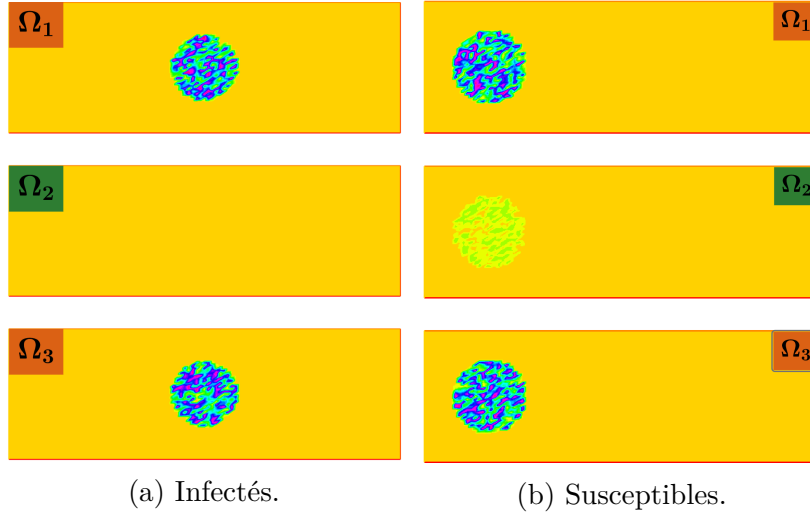 Ω₁ Ω₁
Ω₂ Ω₂
Ω₃ Ω₃
(a) Infectés. (b) Susceptibles.